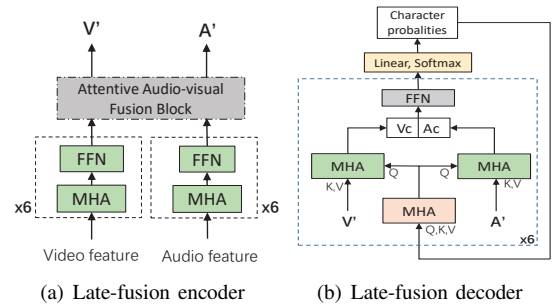 V'
A'
Attentive Audio-visual
Fusion Block
FFN
FFN
MHA
MHA
x6
x6
Video feature
Audio feature
(a) Late-fusion encoder
Character
probalities
Linear, Softmax
FFN
Vc
Ac
MHA
Q
Q
MHA
K,V
K,V
V'
MHA
A'
Q,K,V
x6
(b) Late-fusion decoder